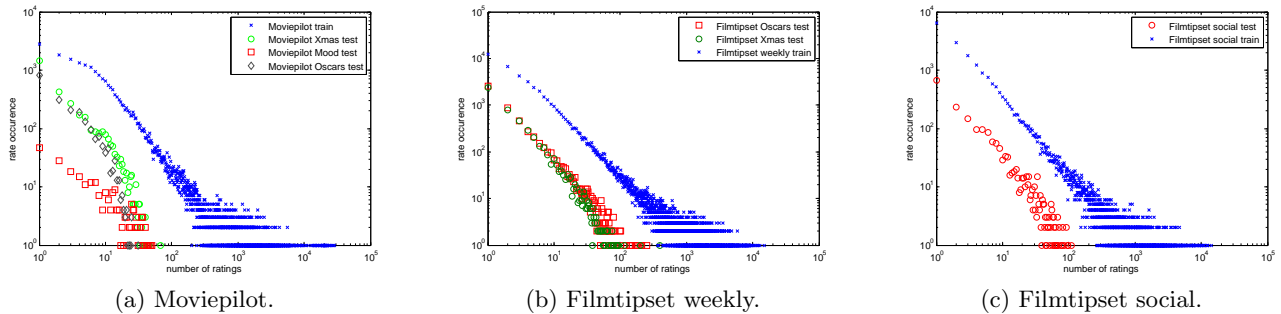 10^4
10^3
10^2
10^1
10^0
rate occurence
10^0 10^1 10^2 10^3 10^4 10^5
number of ratings
Moviepilot train
Moviepilot Xmas test
Moviepilot Mood test
Moviepilot Oscars test
(a) Moviepilot.
10^5
10^4
10^3
10^2
10^1
10^0
rate occurence
10^0 10^1 10^2 10^3 10^4 10^5
number of ratings
Filmtipset Oscars test
Filmtipset Xmas test
Filmtipset weekly train
(b) Filmtipset weekly.
10^4
10^3
10^2
10^1
10^0
rate occurence
10^0 10^1 10^2 10^3 10^4 10^5
number of ratings
Filmtipset social test
Filmtipset social train
(c) Filmtipset social.